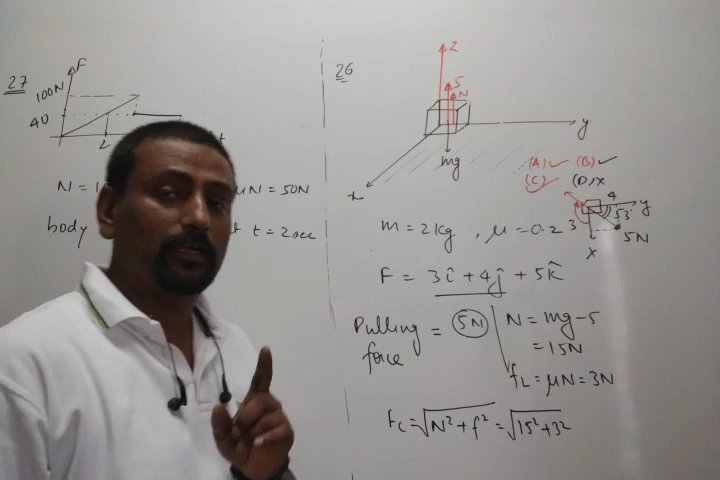 27
F
100N
40
2
t
N = 1 μN = 50N
body t t = 2sec
26
Z
5
N
y
mg
x
(A)✓ (B)✓
(C)✓ (D)X
4
y
3
53°
5N
x
m = 2kg , μ = 0.2
F = 3î + 4ĵ + 5k̂
Pulling force = 5N
N = mg-5
= 15N
fL = μN = 3N
Fc = √N² + f² = √15² + 3²